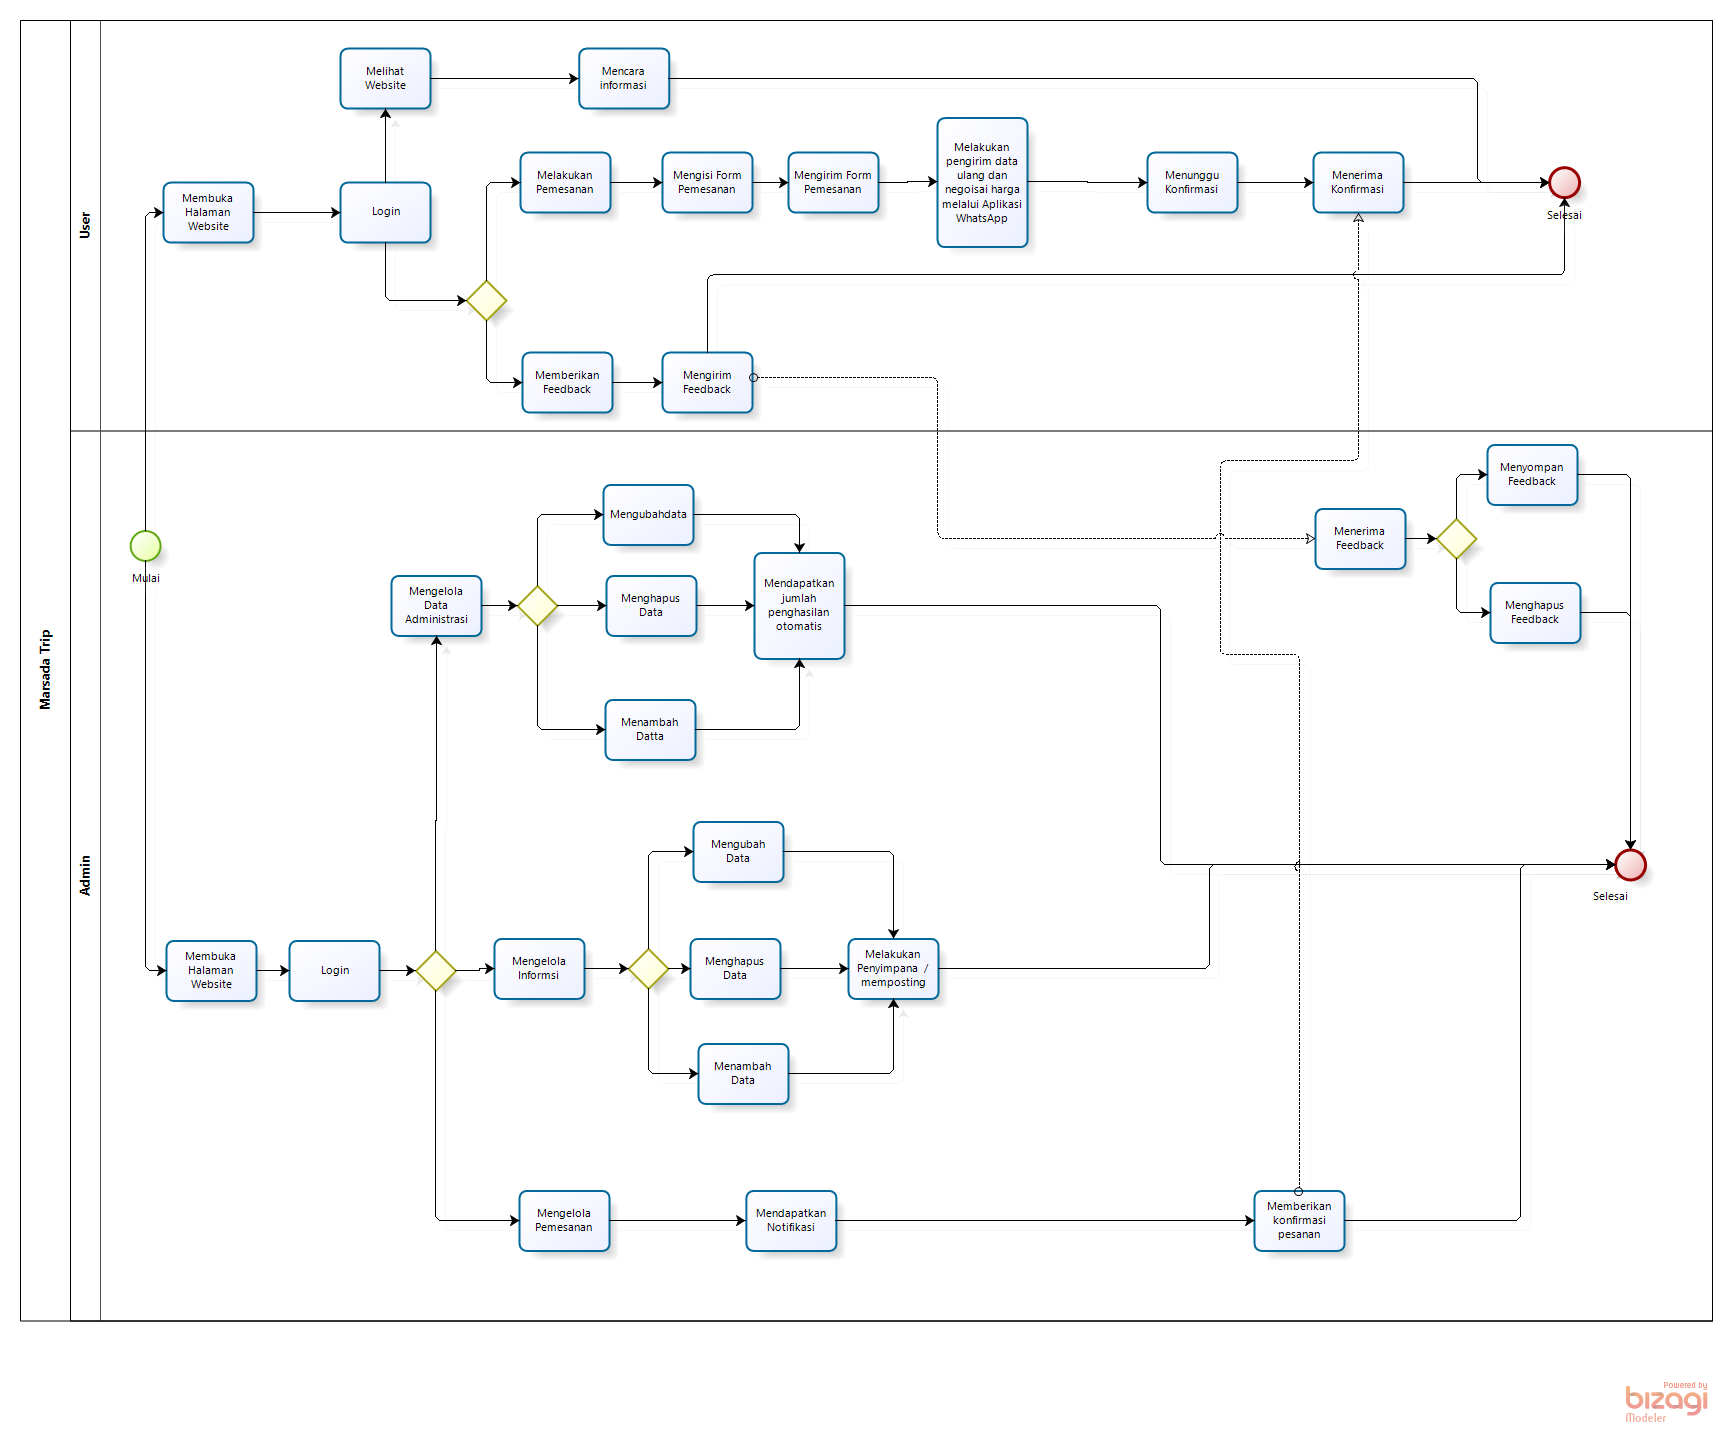 Marsada Trip
User
Melihat
Website
Mencara
informasi
Membuka
Halaman
Website
Login
Melakukan
Pemesanan
Mengisi Form
Pemesanan
Mengirim Form
Pemesanan
Melakukan
pengirim data
ulang dan
negoisai harga
melalui Aplikasi
WhatsApp
Menunggu
Konfirmasi
Menerima
Konfirmasi
Selesai
Memberikan
Feedback
Mengirim
Feedback
Mulai
Admin
Mengelola
Data
Administrasi
Mengubahdata
Menghapus
Data
Menambah
Datta
Mendapatkan
jumlah
penghasilan
otomatis
Menerima
Feedback
Menyompan
Feedback
Menghapus
Feedback
Membuka
Halaman
Website
Login
Mengelola
Informsi
Mengubah
Data
Menghapus
Data
Menambah
Data
Melakukan
Penyimpana /
memposting
Selesai
Mengelola
Pemesanan
Mendapatkan
Notifikasi
Memberikan
konfirmasi
pesanan
Powered by
bizagi
Modeler